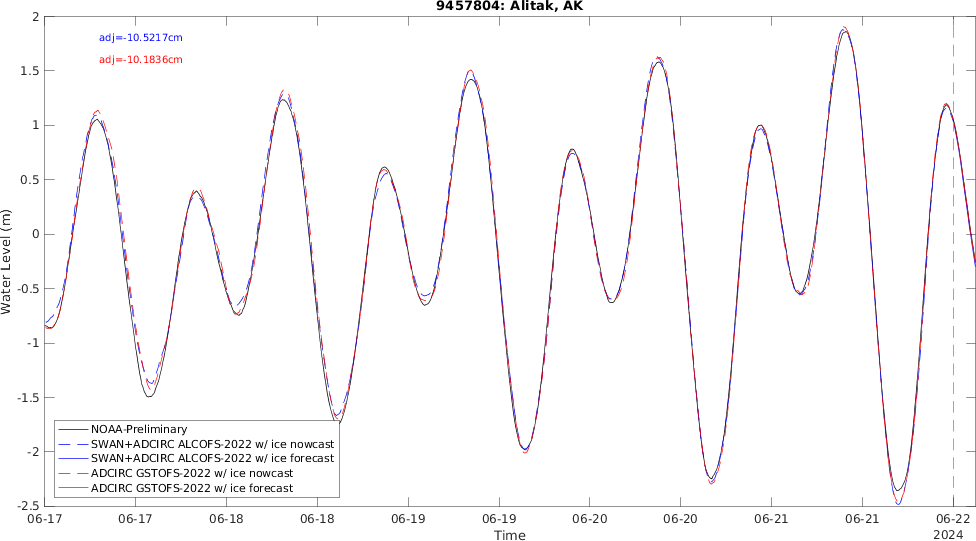 9457804: Alitak, AK
adj=-10.5217cm
adj=-10.1836cm
Water Level (m)
2
1.5
1
0.5
0
-0.5
-1
-1.5
-2
-2.5
NOAA-Preliminary
SWAN+ADCIRC ALCOFS-2022 w/ ice nowcast
SWAN+ADCIRC ALCOFS-2022 w/ ice forecast
ADCIRC GSTOFS-2022 w/ ice nowcast
ADCIRC GSTOFS-2022 w/ ice forecast
06-17 06-17 06-18 06-18 06-19 06-19 06-20 06-20 06-21 06-21 06-22
Time 2024